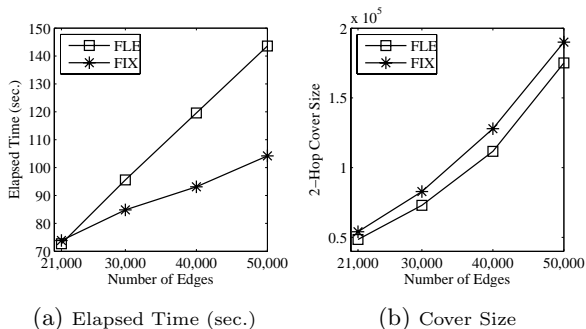 150
140
130
120
110
100
90
80
70
Elapsed Time (sec.)
FLE
FIX
21,000 30,000 40,000 50,000
Number of Edges
(a) Elapsed Time (sec.)
2 x 10^5
1.5
1
0.5
2−Hop Cover Size
FLE
FIX
21,000 30,000 40,000 50,000
Number of Edges
(b) Cover Size